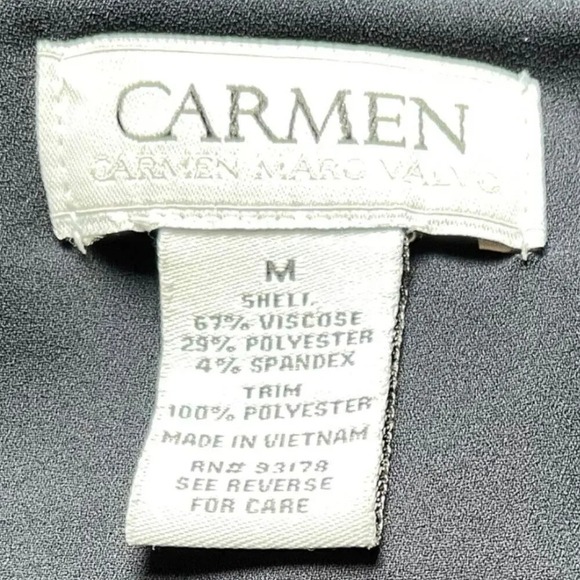 CARMEN
CARMEN MARC VALVO
M
SHELL
67% VISCOSE
29% POLYESTER
4% SPANDEX
TRIM
100% POLYESTER
MADE IN VIETNAM
RN# 93178
SEE REVERSE
FOR CARE